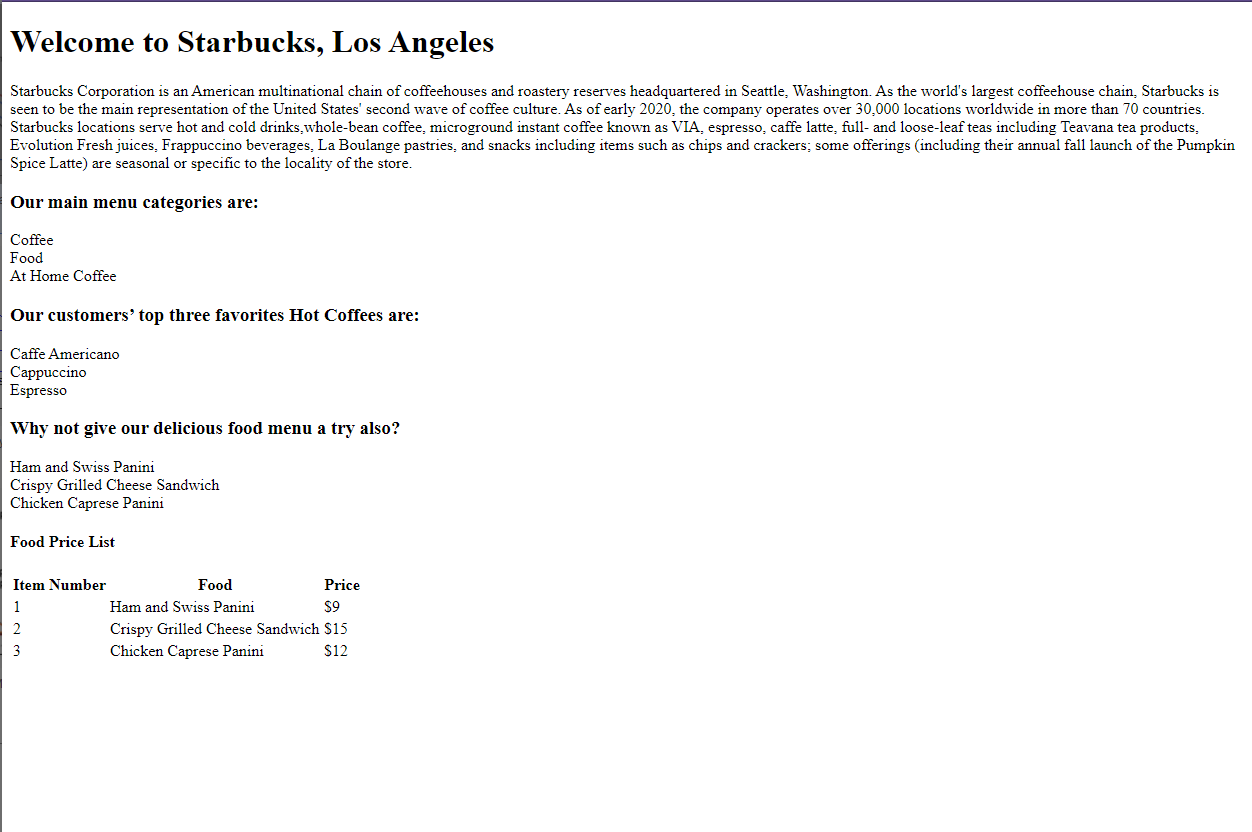 Welcome to Starbucks, Los Angeles
Starbucks Corporation is an American multinational chain of coffeehouses and roastery reserves headquartered in Seattle, Washington. As the world's largest coffeehouse chain, Starbucks is
seen to be the main representation of the United States' second wave of coffee culture. As of early 2020, the company operates over 30,000 locations worldwide in more than 70 countries.
Starbucks locations serve hot and cold drinks,whole-bean coffee, microground instant coffee known as VIA, espresso, caffe latte, full- and loose-leaf teas including Teavana tea products,
Evolution Fresh juices, Frappuccino beverages, La Boulange pastries, and snacks including items such as chips and crackers; some offerings (including their annual fall launch of the Pumpkin
Spice Latte) are seasonal or specific to the locality of the store.
Our main menu categories are:
Coffee
Food
At Home Coffee
Our customers’ top three favorites Hot Coffees are:
Caffe Americano
Cappuccino
Espresso
Why not give our delicious food menu a try also?
Ham and Swiss Panini
Crispy Grilled Cheese Sandwich
Chicken Caprese Panini
Food Price List
Item Number Food Price
1 Ham and Swiss Panini $9
2 Crispy Grilled Cheese Sandwich $15
3 Chicken Caprese Panini $12